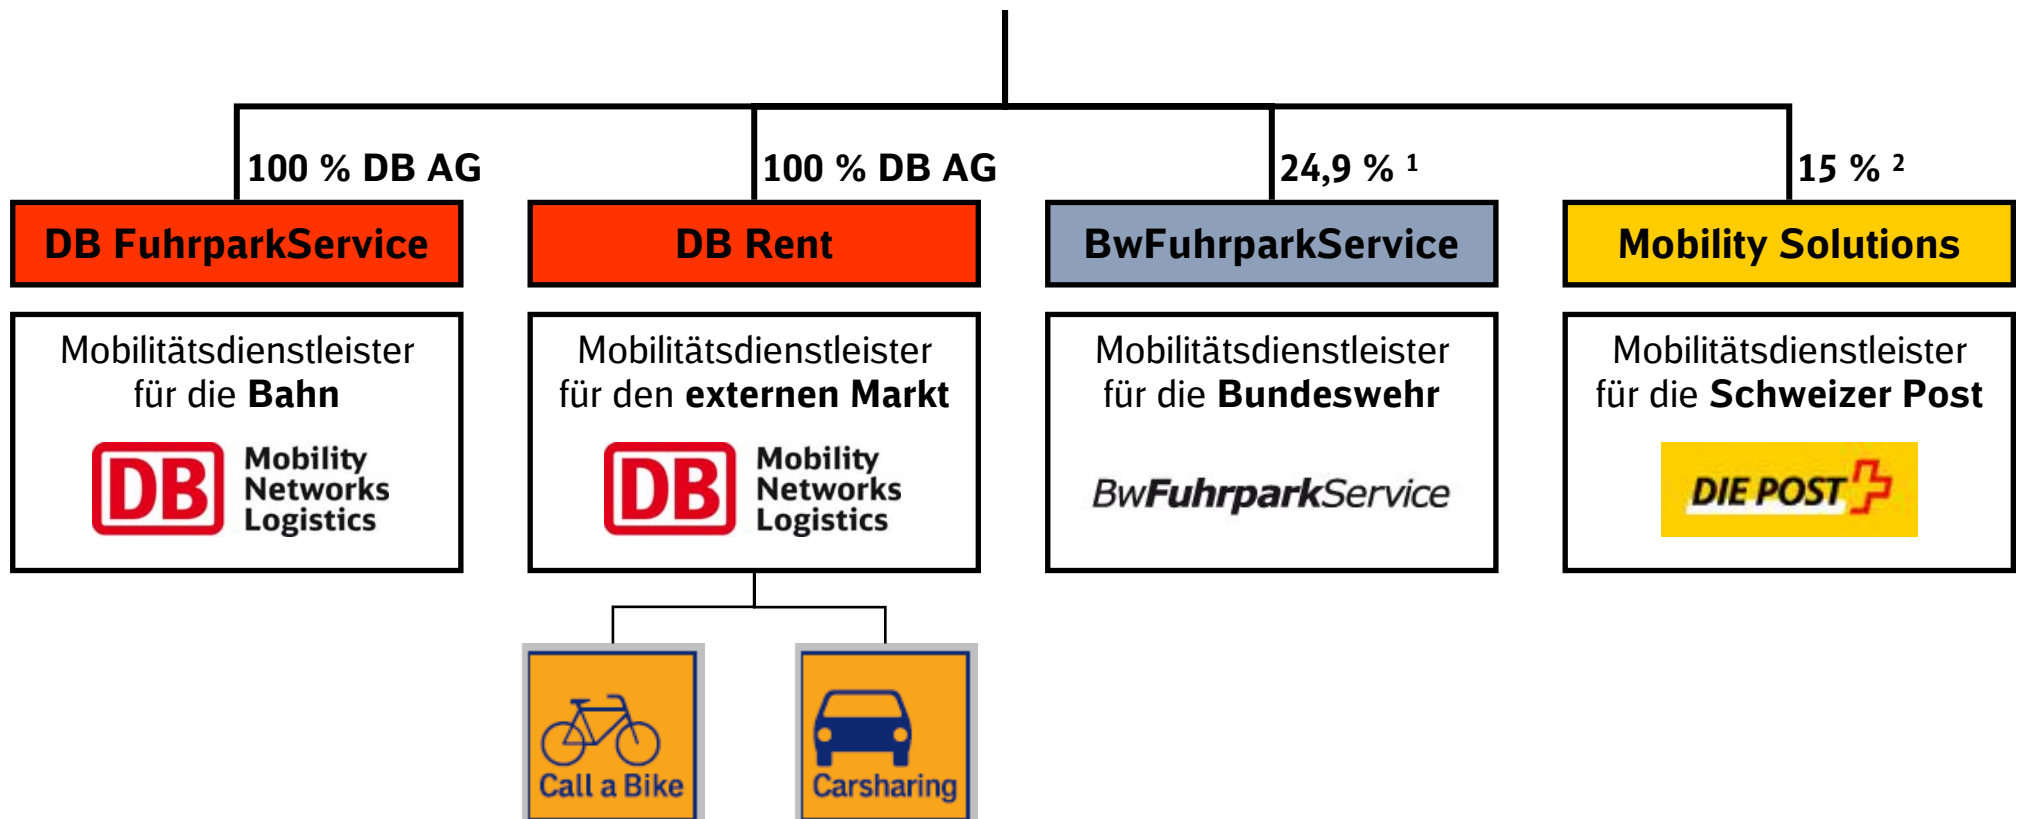 100 % DB AG
100 % DB AG
24,9 % ¹
15 % ²
DB FuhrparkService
DB Rent
BwFuhrparkService
Mobility Solutions
Mobilitätsdienstleister
für die Bahn
DB
Mobility
Networks
Logistics
Mobilitätsdienstleister
für den externen Markt
DB
Mobility
Networks
Logistics
Mobilitätsdienstleister
für die Bundeswehr
BwFuhrparkService
Mobilitätsdienstleister
für die Schweizer Post
DIE POST
Call a Bike
Carsharing